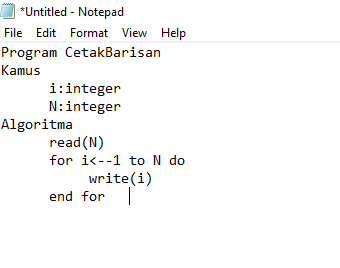 *Untitled - Notepad
File Edit Format View Help
Program CetakBarisan
Kamus
i:integer
N:integer
Algoritma
read(N)
for i<--1 to N do
write(i)
end for